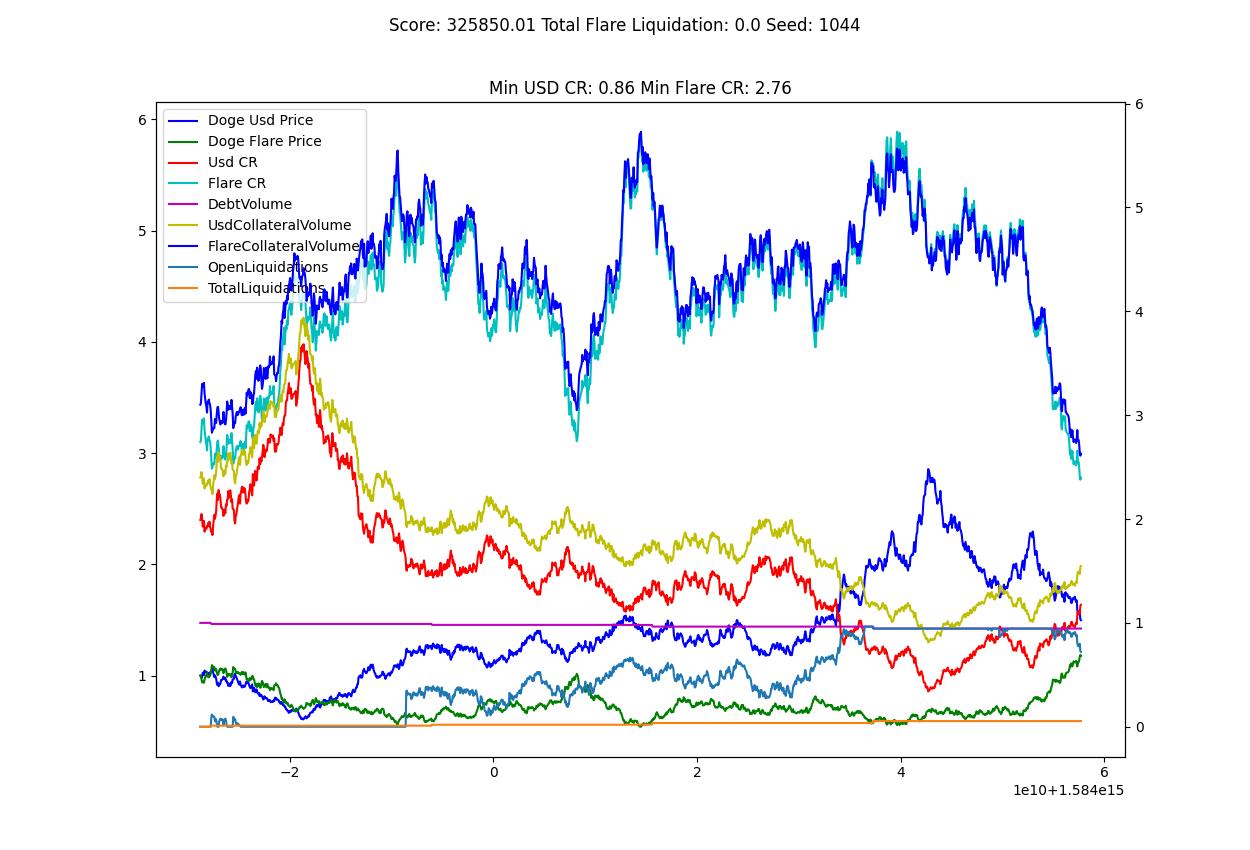 Score: 325850.01 Total Flare Liquidation: 0.0 Seed: 1044
Min USD CR: 0.86 Min Flare CR: 2.76
Doge Usd Price
Doge Flare Price
Usd CR
Flare CR
DebtVolume
UsdCollateralVolume
FlareCollateralVolume
OpenLiquidations
TotalLiquidations
6
5
4
3
2
1
6
5
4
3
2
1
0
−2
0
2
4
6
1e10+1.584e15